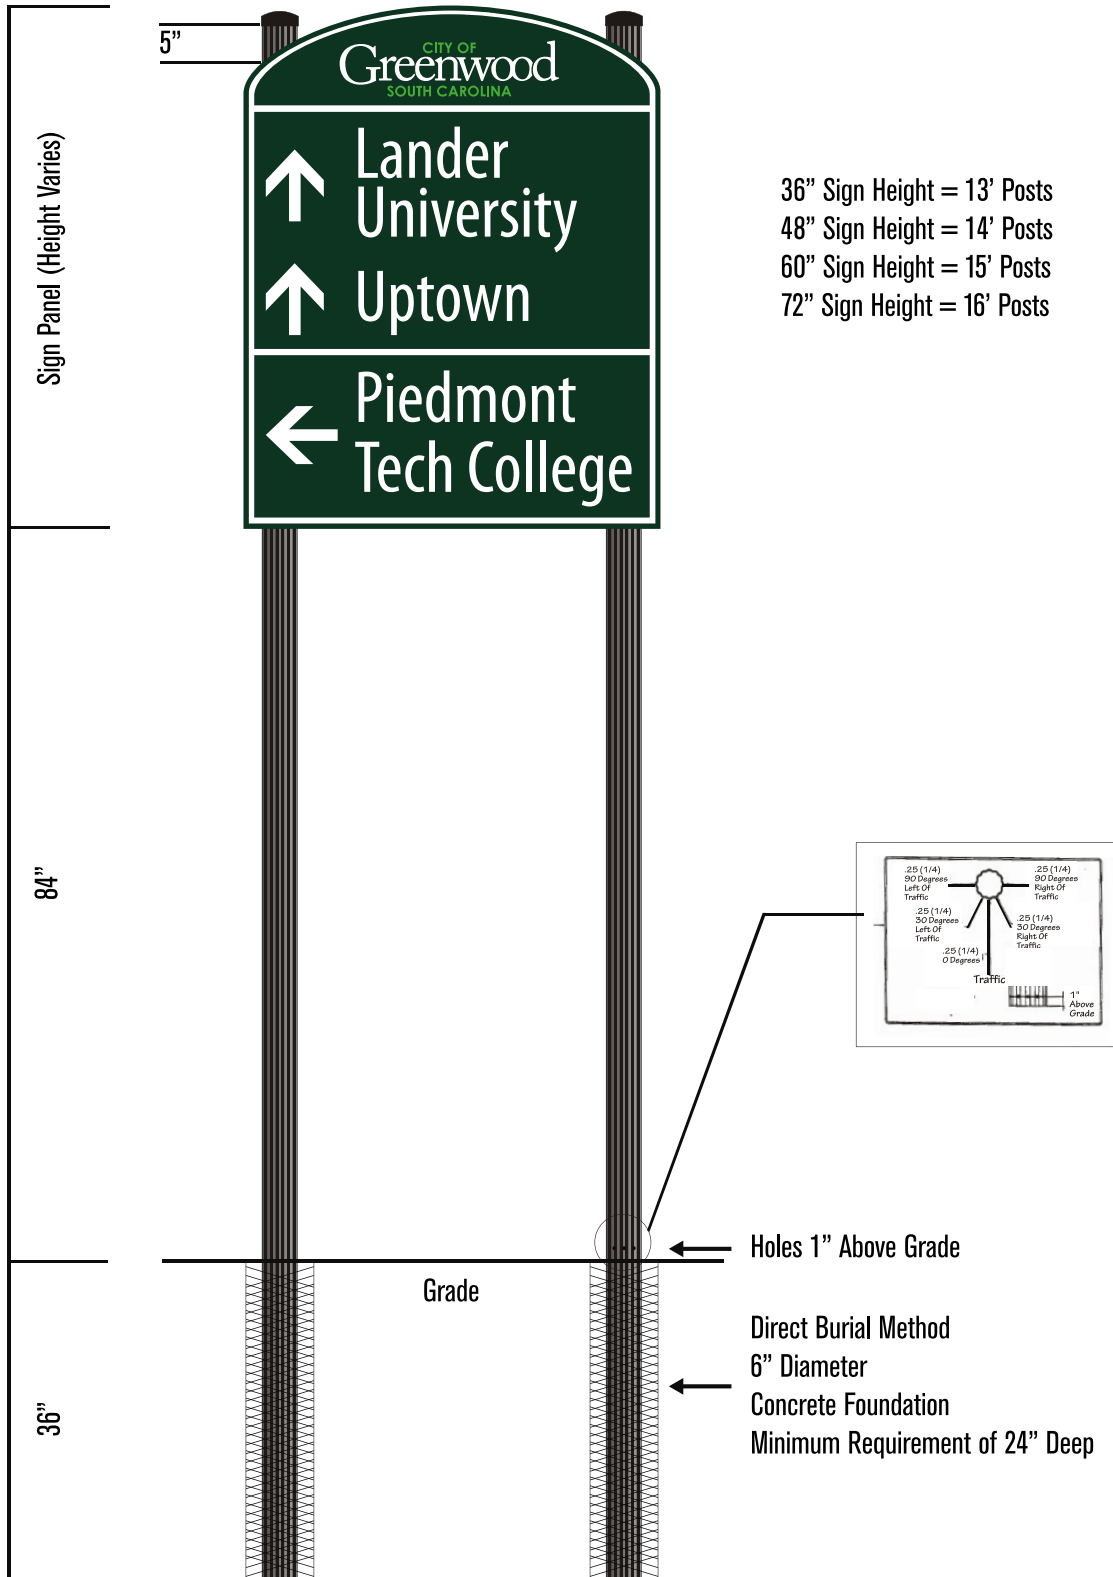 5”
CITY OF
Greenwood
SOUTH CAROLINA
Lander
University
Uptown
Piedmont
Tech College
Sign Panel (Height Varies)
36” Sign Height = 13’ Posts
48” Sign Height = 14’ Posts
60” Sign Height = 15’ Posts
72” Sign Height = 16’ Posts
84”
.25 (1/4)
90 Degrees
Left Of
Traffic
.25 (1/4)
90 Degrees
Right Of
Traffic
.25 (1/4)
30 Degrees
Left Of
Traffic
.25 (1/4)
30 Degrees
Right Of
Traffic
.25 (1/4)
0 Degrees
Traffic
1"
Above
Grade
Holes 1” Above Grade
Grade
Direct Burial Method
6” Diameter
Concrete Foundation
Minimum Requirement of 24” Deep
36”